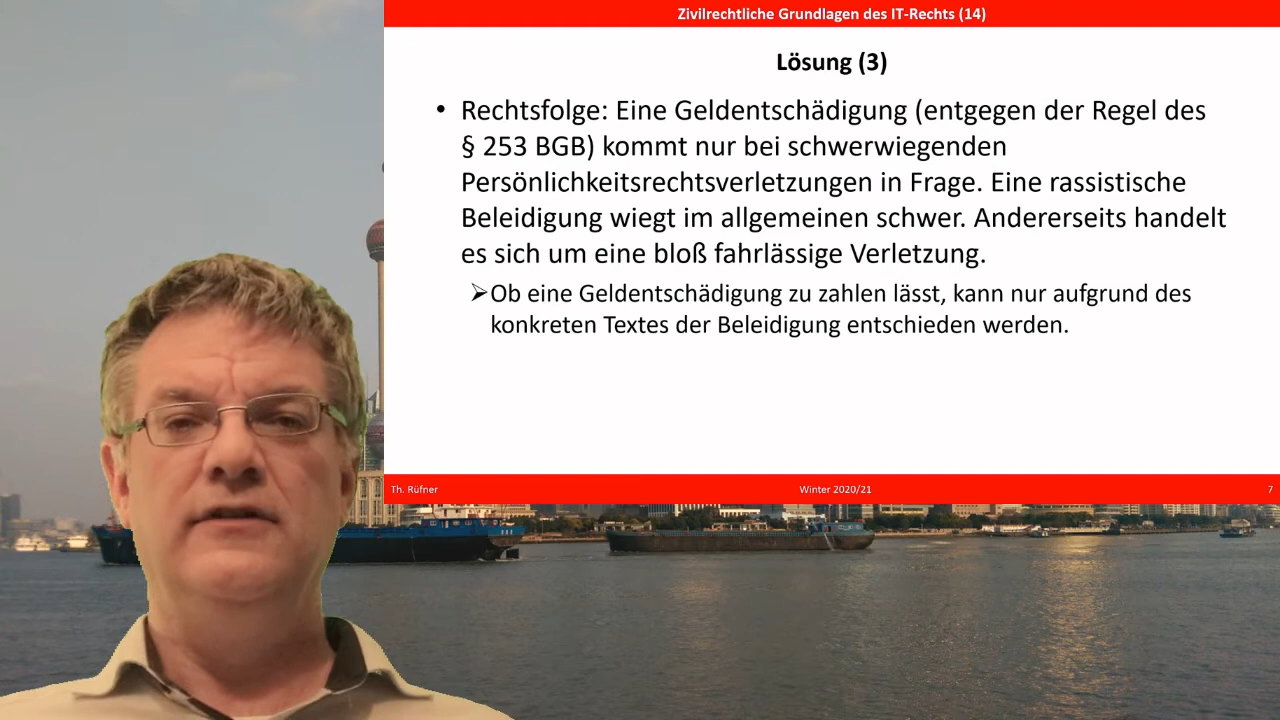 Zivilrechtliche Grundlagen des IT-Rechts (14)
Lösung (3)
• Rechtsfolge: Eine Geldentschädigung (entgegen der Regel des
§ 253 BGB) kommt nur bei schwerwiegenden
Persönlichkeitsrechtsverletzungen in Frage. Eine rassistische
Beleidigung wiegt im allgemeinen schwer. Andererseits handelt
es sich um eine bloß fahrlässige Verletzung.
➢Ob eine Geldentschädigung zu zahlen lässt, kann nur aufgrund des
konkreten Textes der Beleidigung entschieden werden.
Th. Rüfner Winter 2020/21 7